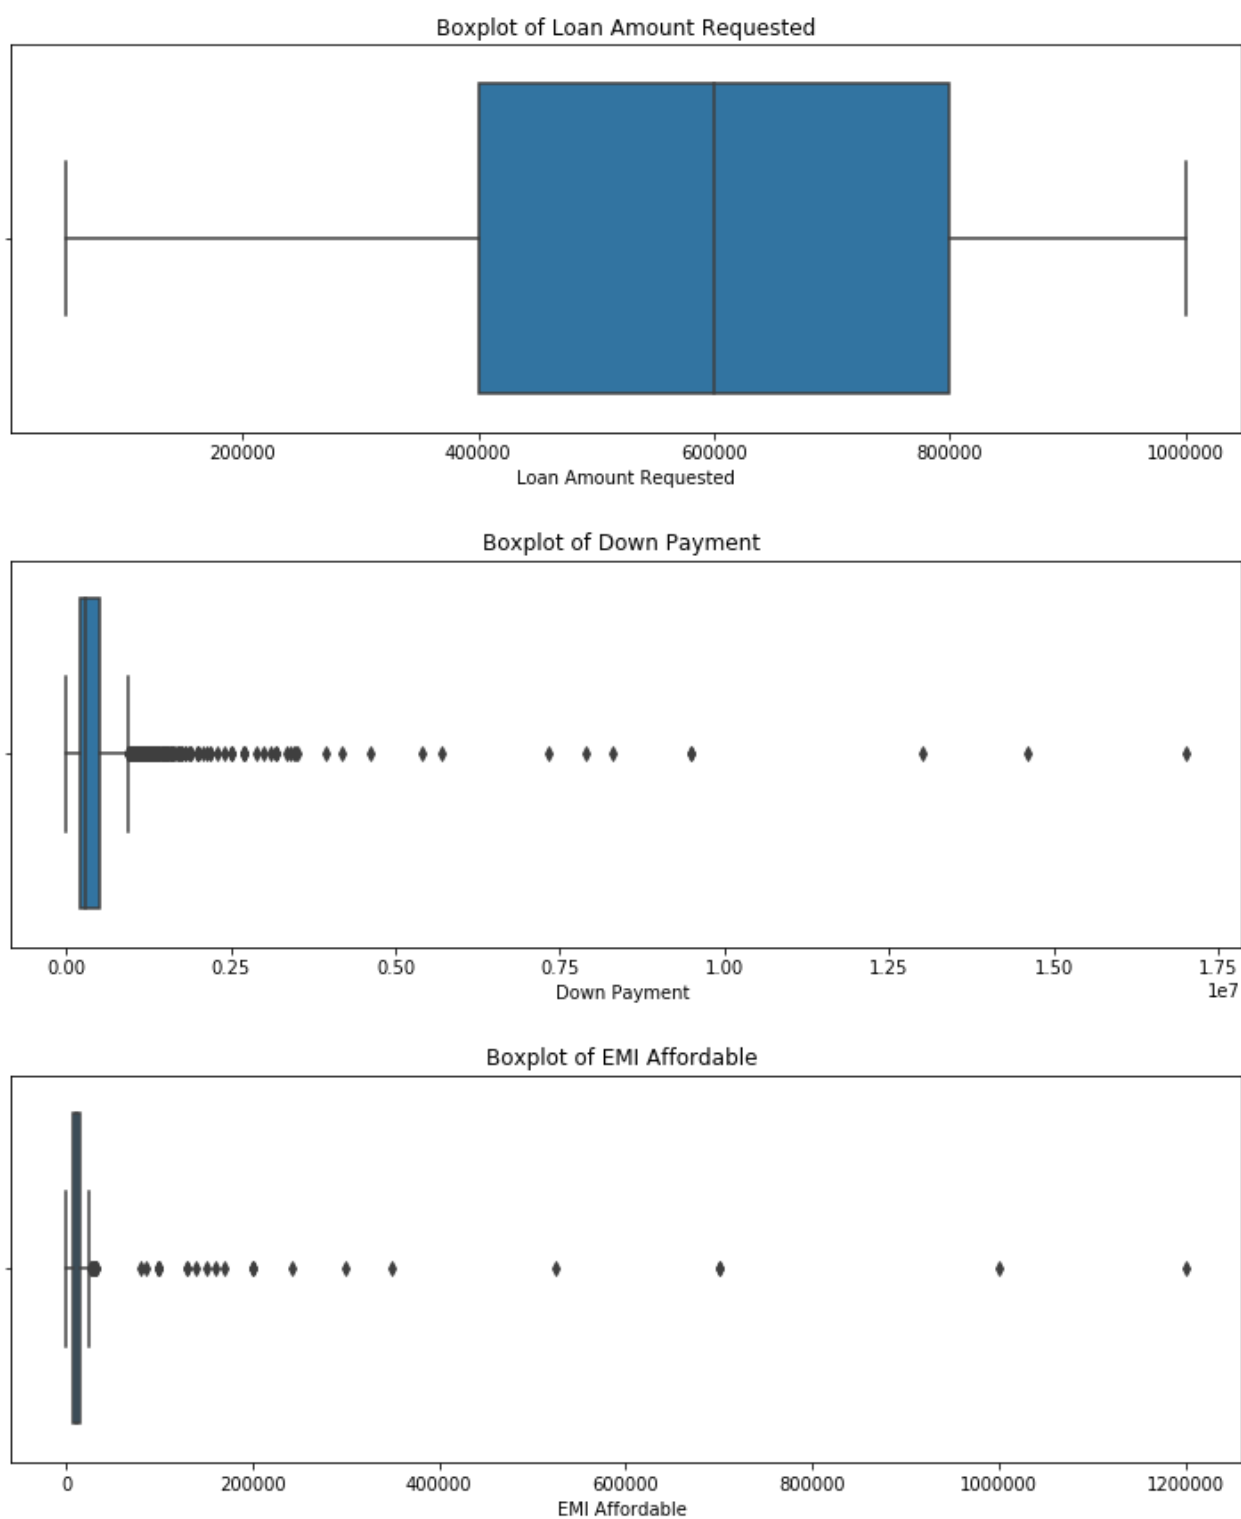 Boxplot of Loan Amount Requested
200000 400000 600000 800000 1000000
Loan Amount Requested
Boxplot of Down Payment
0.00 0.25 0.50 0.75 1.00 1.25 1.50 1.75
1e7
Down Payment
Boxplot of EMI Affordable
0 200000 400000 600000 800000 1000000 1200000
EMI Affordable